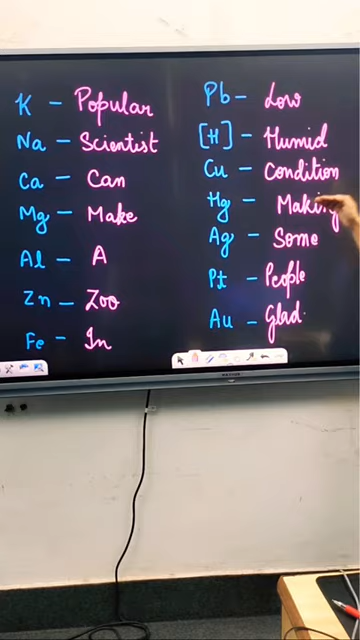 K - Popular
Na - Scientist
Ca - Can
Mg - Make
Al - A
Zn - Zoo
Fe - In
Pb - Low
[H] - Humid
Cu - Condition
Hg - Making
Ag - Some
Pt - People
Au - Glad